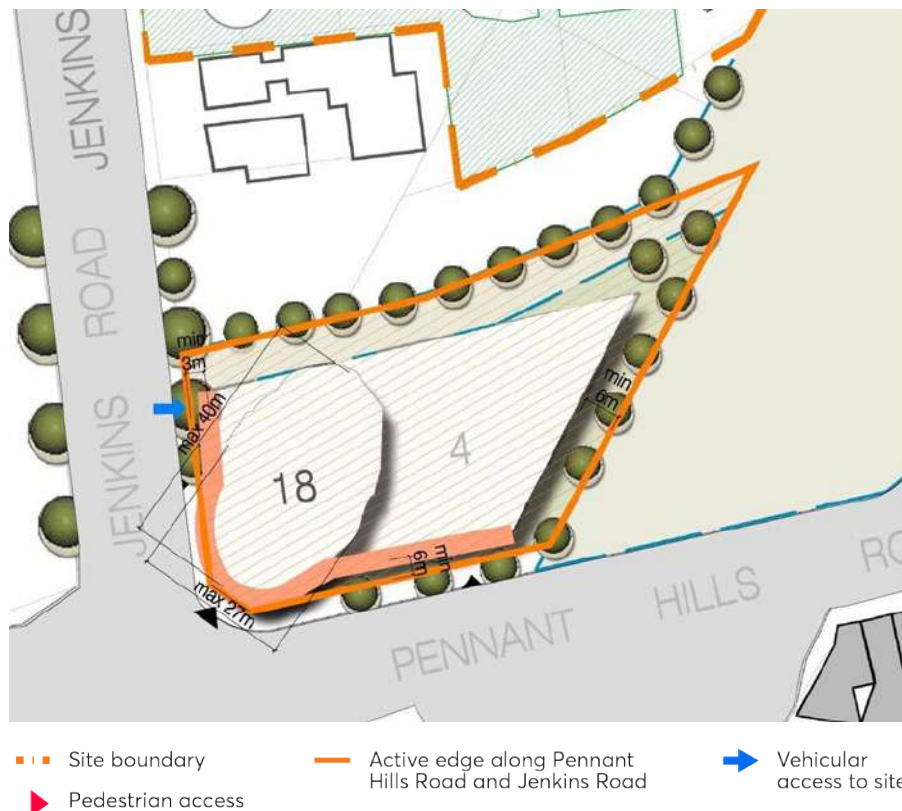 JENKINS
JENKINS
ROAD
JENKINS
min
3m
max 40m
18
4
min
6m
min
6m
max 27m
PENNANT HILLS RO
Site boundary
Active edge along Pennant
Hills Road and Jenkins Road
Vehicular
access to site
Pedestrian access